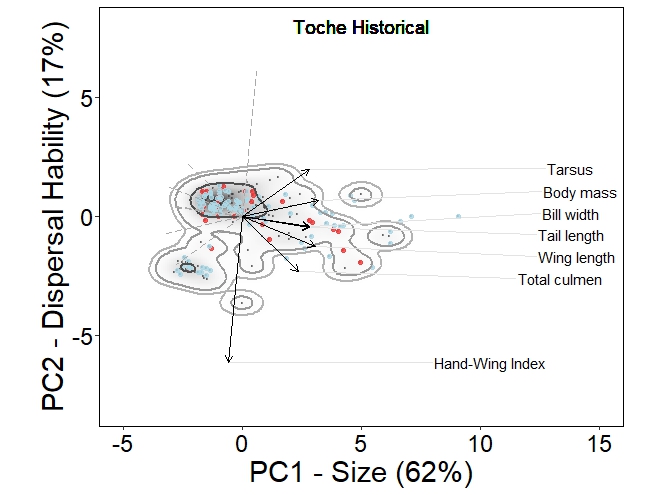 Toche Historical
PC2 - Dispersal Hability (17%)
5
0
-5
Tarsus
Body mass
Bill width
Tail length
Wing length
Total culmen
Hand-Wing Index
-5
0
5
10
15
PC1 - Size (62%)